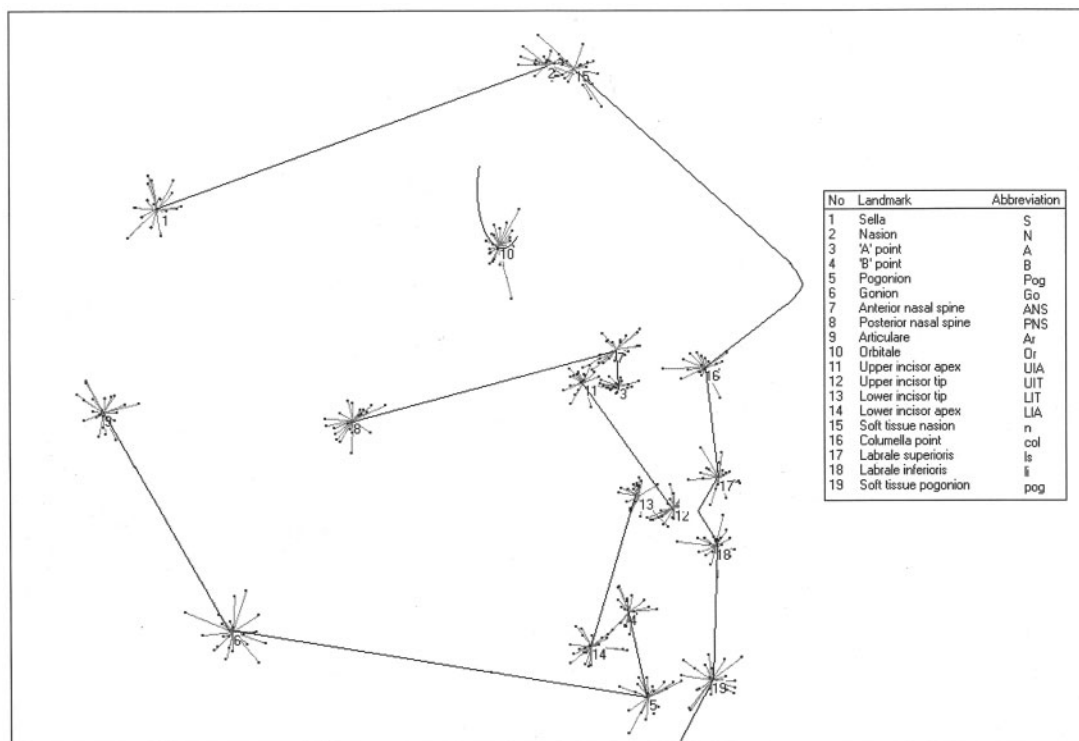 2
15
1
10
7
11
3
16
9
8
17
13
12
18
4
6
14
19
5
No Landmark Abbreviation
1 Sella S
2 Nasion N
3 'A' point A
4 'B' point B
5 Pogonion Pog
6 Gonion Go
7 Anterior nasal spine ANS
8 Posterior nasal spine PNS
9 Articulare Ar
10 Orbitale Or
11 Upper incisor apex UIA
12 Upper incisor tip UIT
13 Lower incisor tip LIT
14 Lower incisor apex LIA
15 Soft tissue nasion n
16 Columella point col
17 Labrale superioris ls
18 Labrale inferioris li
19 Soft tissue pogonion pog